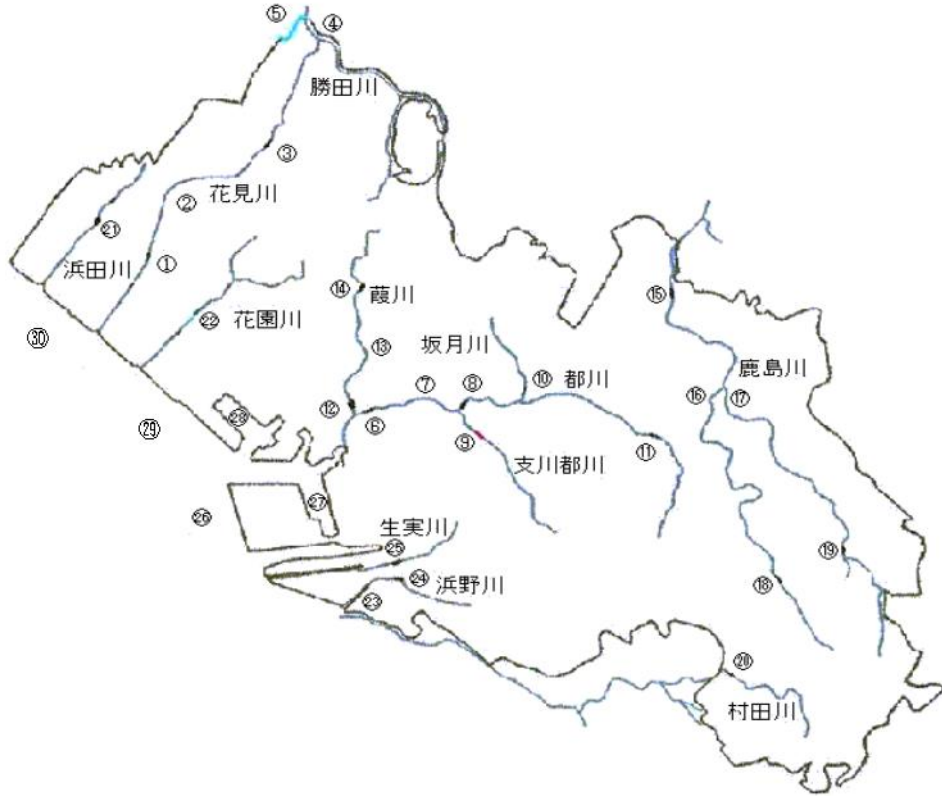 ⑤
④
勝田川
③
②
花見川
21
浜田川
①
⑭
葭川
⑮
22
花園川
30
坂月川
⑬
鹿島川
⑦
⑧
⑩
都川
⑯
⑰
28
⑫
⑥
29
⑨
⑪
支川都川
27
26
生実川
25
⑲
24
浜野川
⑱
23
⑳
村田川